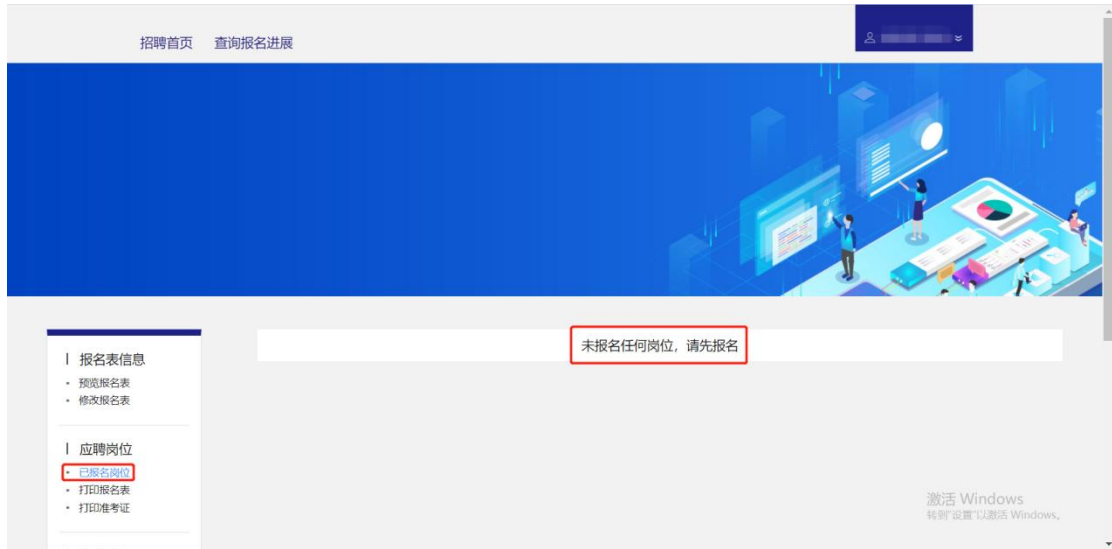 招聘首页 查询报名进展
未报名任何岗位，请先报名
报名表信息
预览报名表
修改报名表
应聘岗位
已报名岗位
打印报名表
打印准考证
激活 Windows
转到"设置"以激活 Windows。